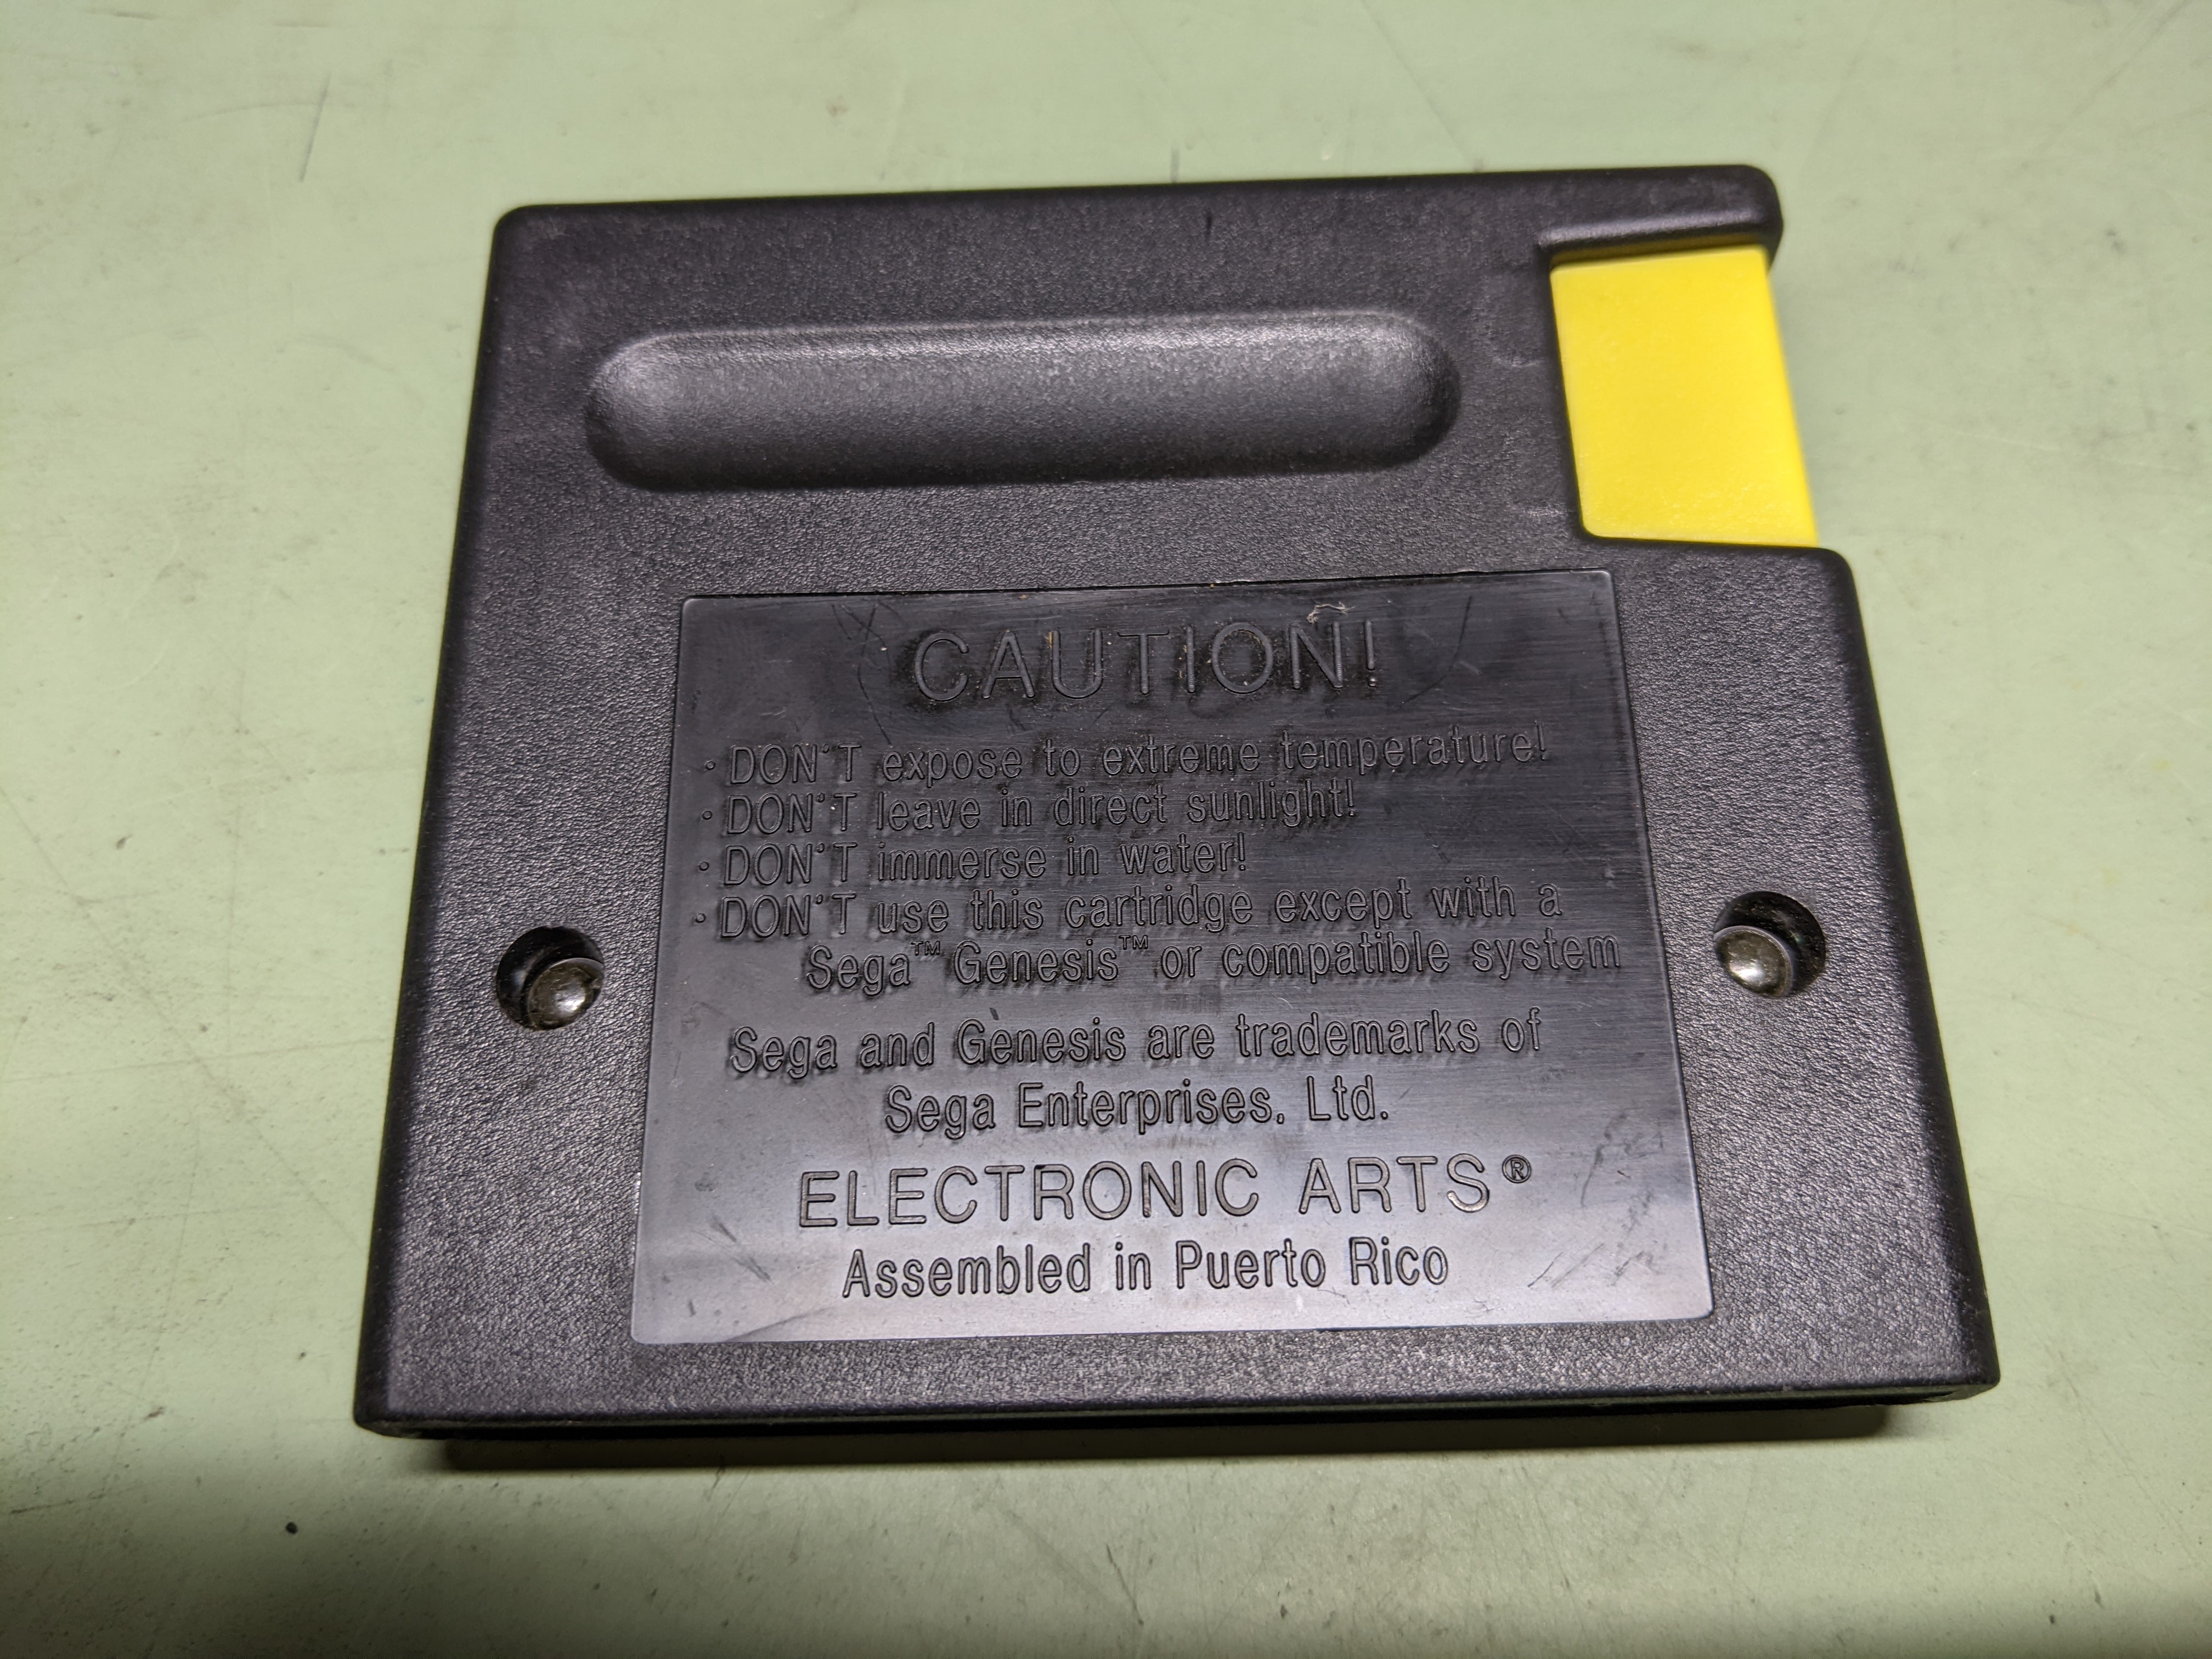 CAUTION!
· DON'T expose to extreme temperature!
· DON'T leave in direct sunlight!
· DON'T immerse in water!
· DON'T use this cartridge except with a
Sega™ Genesis™ or compatible system
Sega and Genesis are trademarks of
Sega Enterprises, Ltd.
ELECTRONIC ARTS®
Assembled in Puerto Rico